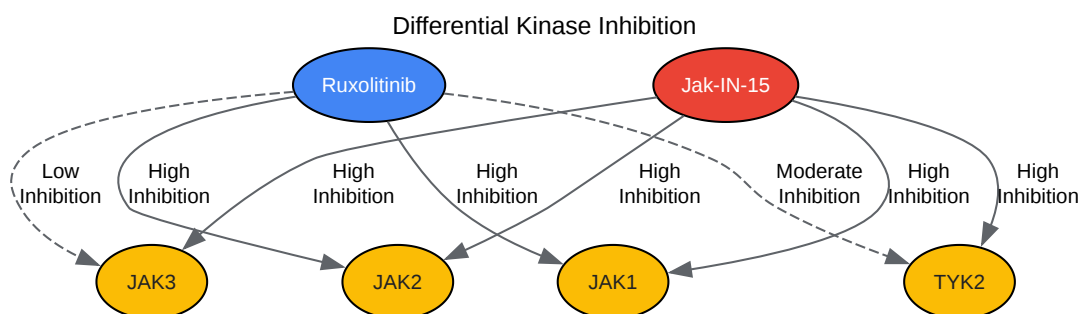 Differential Kinase Inhibition
Ruxolitinib
Jak-IN-15
Low
Inhibition
High
Inhibition
High
Inhibition
High
Inhibition
High
Inhibition
Moderate
Inhibition
High
Inhibition
High
Inhibition
JAK3
JAK2
JAK1
TYK2